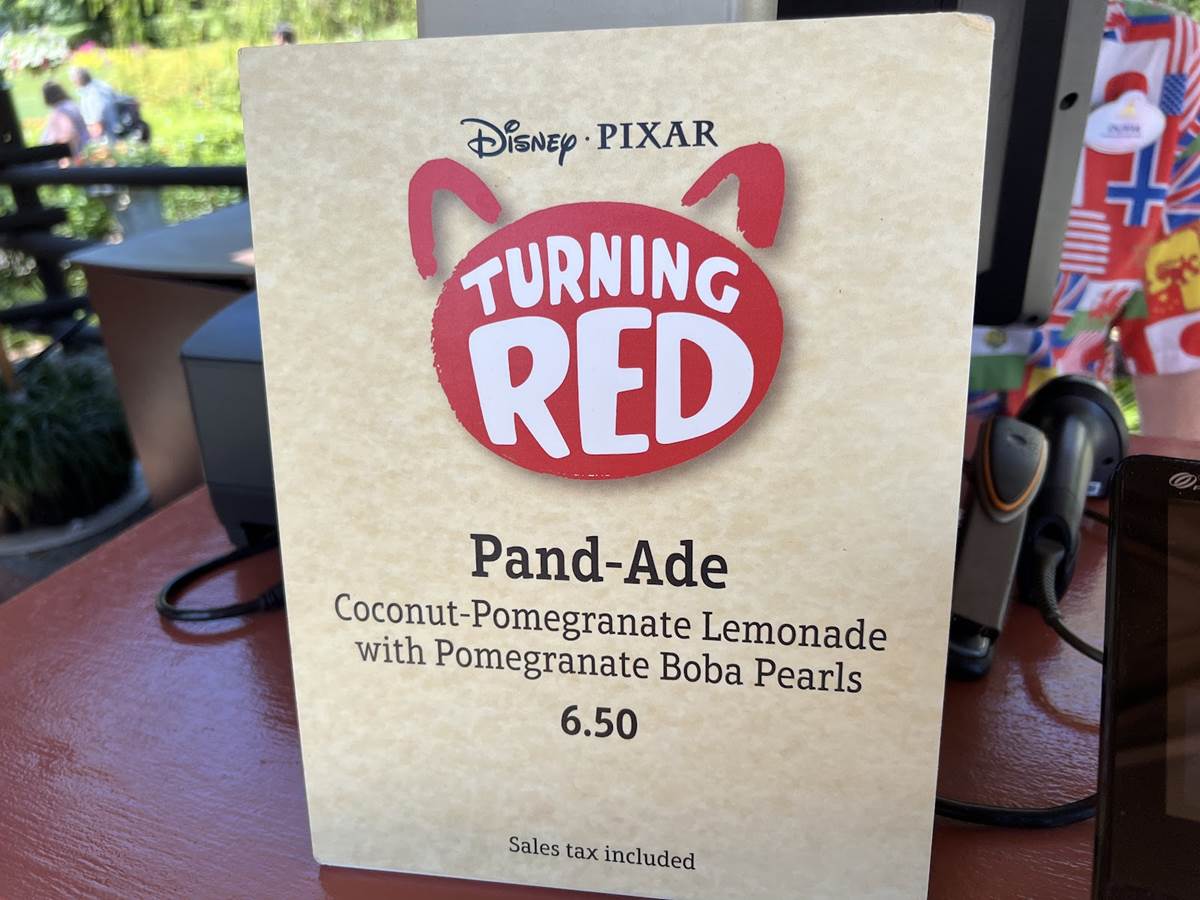 Disney · PIXAR
TURNING
RED
Pand-Ade
Coconut-Pomegranate Lemonade
with Pomegranate Boba Pearls
6.50
Sales tax included